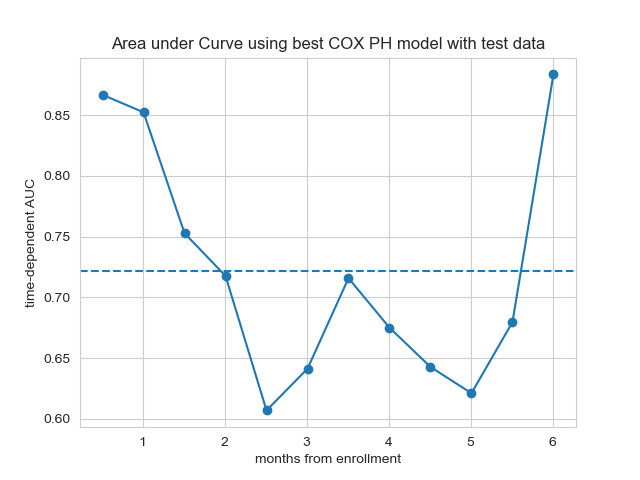 Area under Curve using best COX PH model with test data
time-dependent AUC
0.85
0.80
0.75
0.70
0.65
0.60
1 2 3 4 5 6
months from enrollment